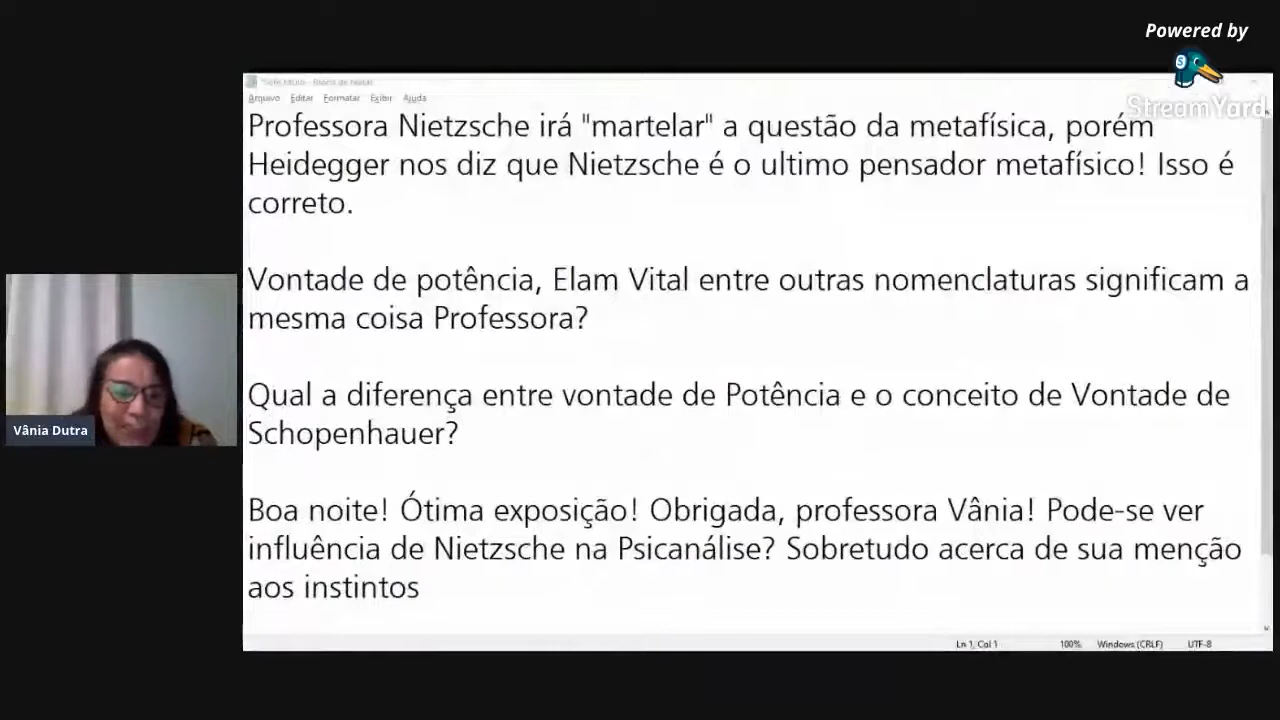 Powered by
StreamYard
Arquivo Editar Formatar Exibir Ajuda
Professora Nietzsche irá "martelar" a questão da metafísica, porém
Heidegger nos diz que Nietzsche é o ultimo pensador metafísico! Isso é
correto.
Vontade de potência, Elam Vital entre outras nomenclaturas significam a
mesma coisa Professora?
Qual a diferença entre vontade de Potência e o conceito de Vontade de
Schopenhauer?
Boa noite! Ótima exposição! Obrigada, professora Vânia! Pode-se ver
influência de Nietzsche na Psicanálise? Sobretudo acerca de sua menção
aos instintos
Vânia Dutra
Ln 1, Col 1 100% Windows (CRLF) UTF-8